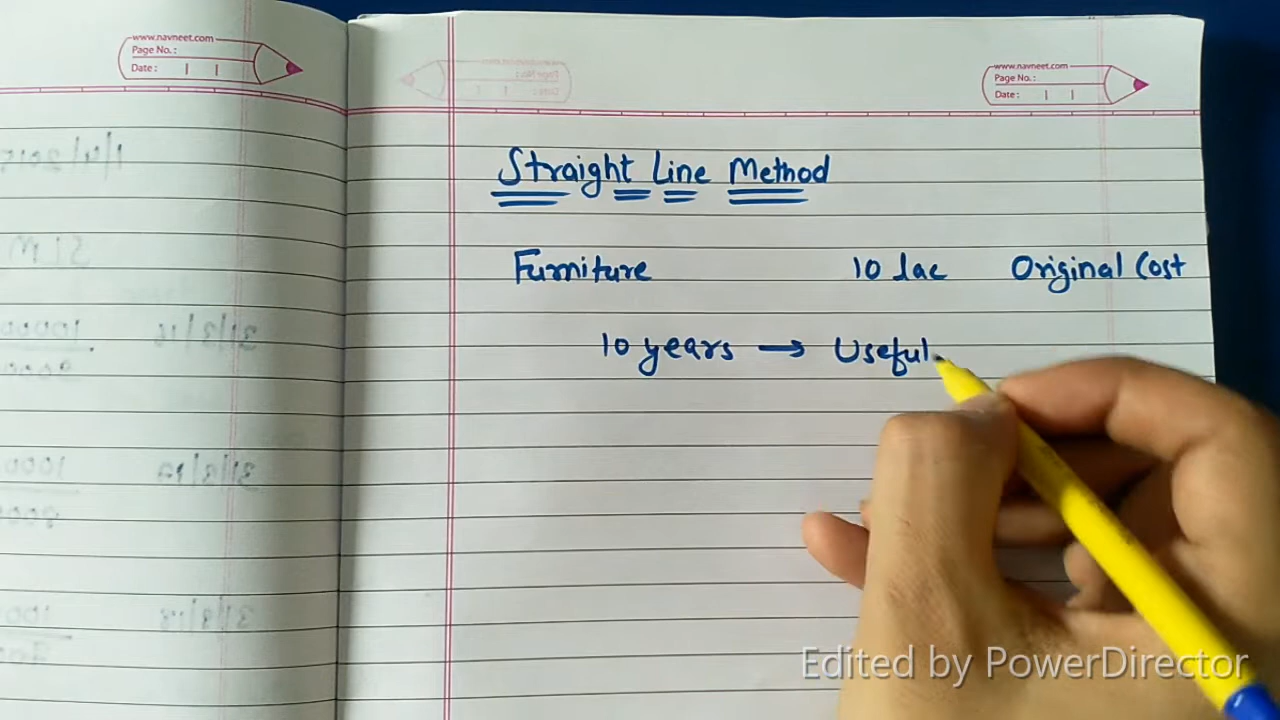 www.navneet.com
Page No.:
Date:
www.navneet.com
Page No.:
Date:
Straight Line Method
Furniture 10 lac Original Cost
10 years → Useful
Edited by PowerDirector